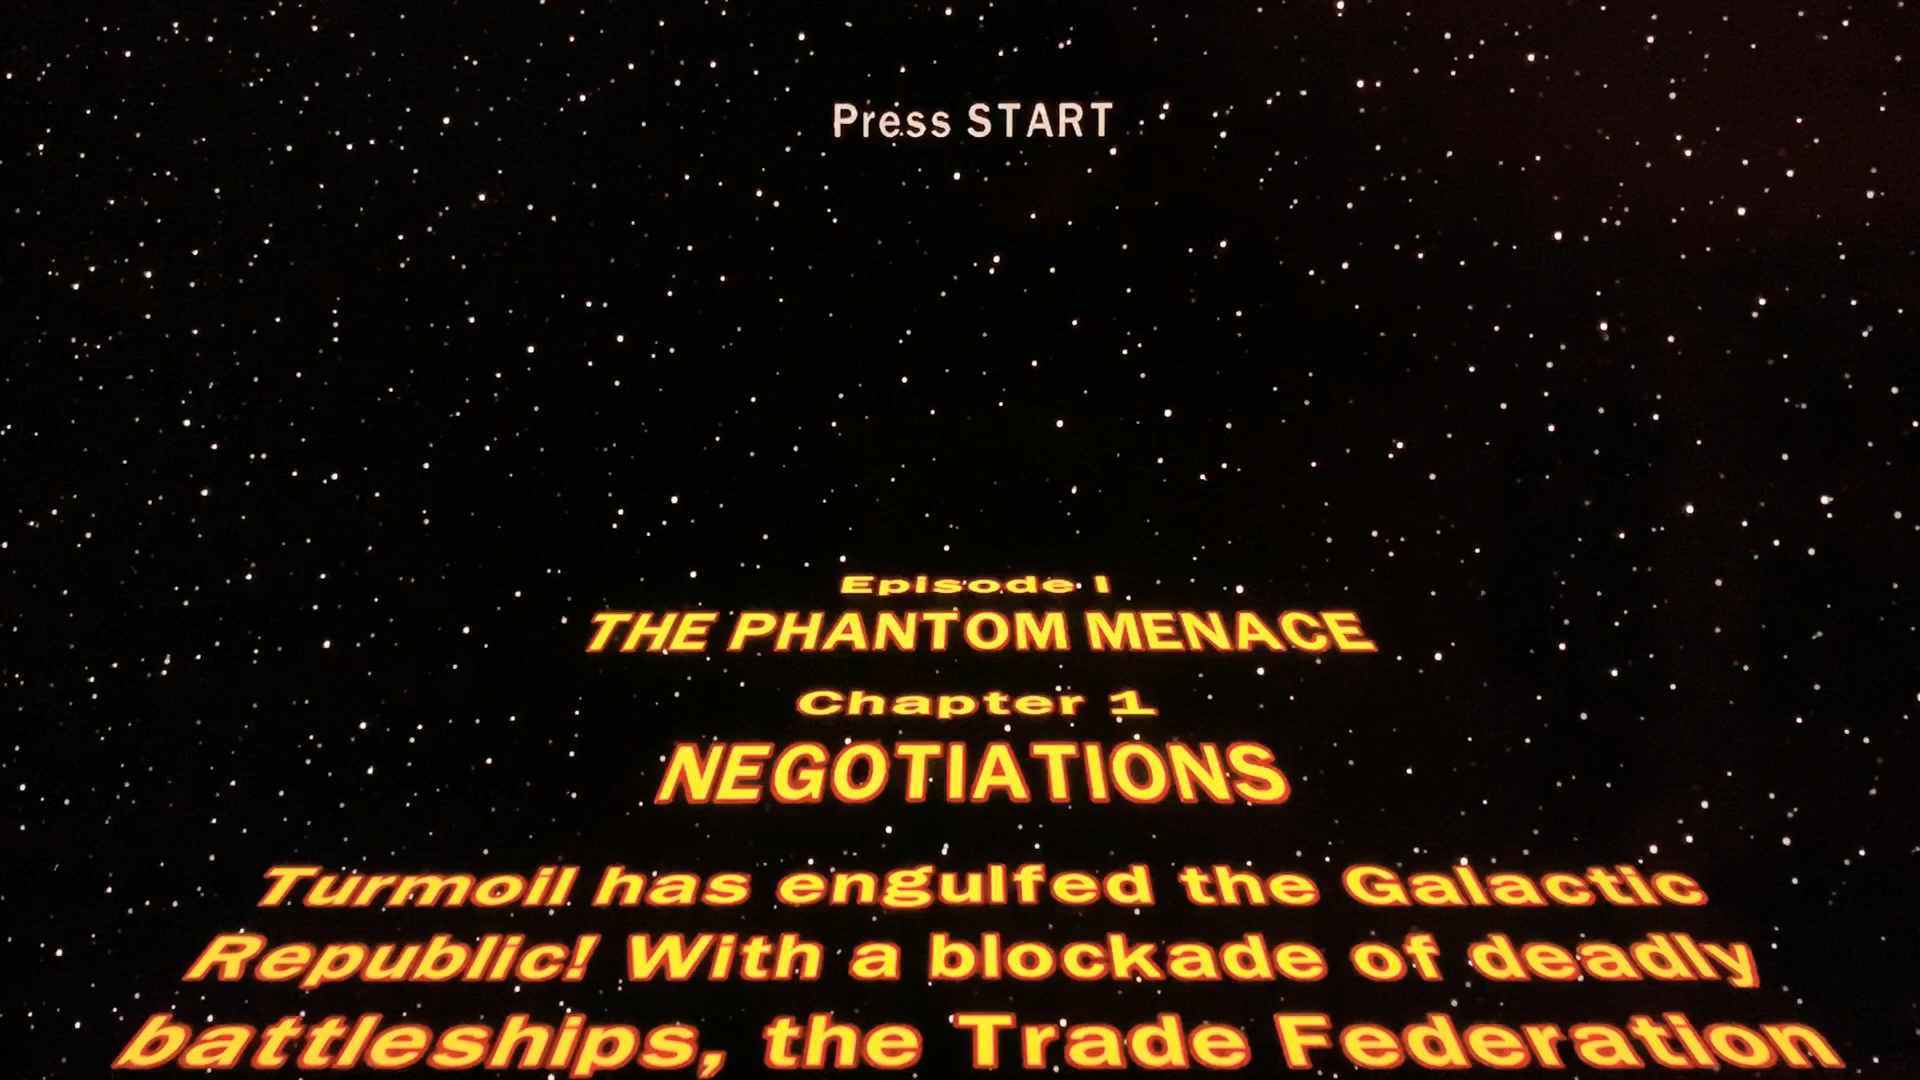 Press START
Episode I
THE PHANTOM MENACE
Chapter 1
NEGOTIATIONS
Turmoil has engulfed the Galactic
Republic! With a blockade of deadly
battleships, the Trade Federation